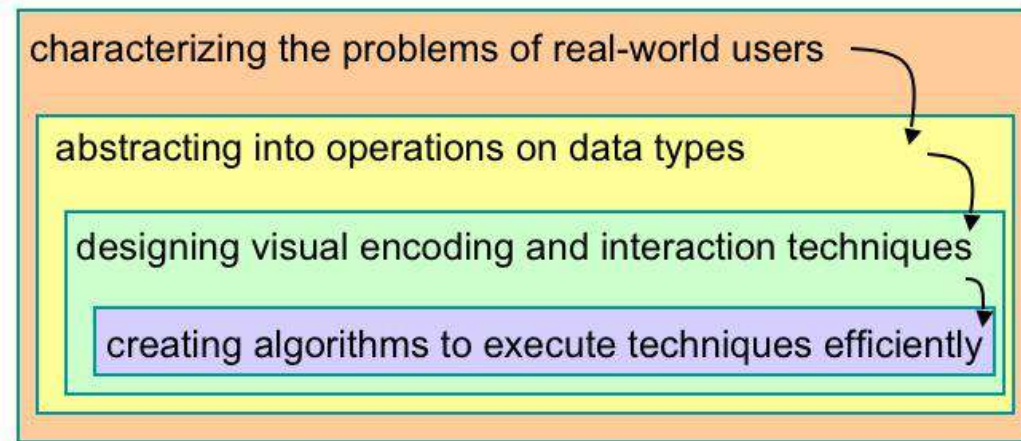 characterizing the problems of real-world users
abstracting into operations on data types
designing visual encoding and interaction techniques
creating algorithms to execute techniques efficiently